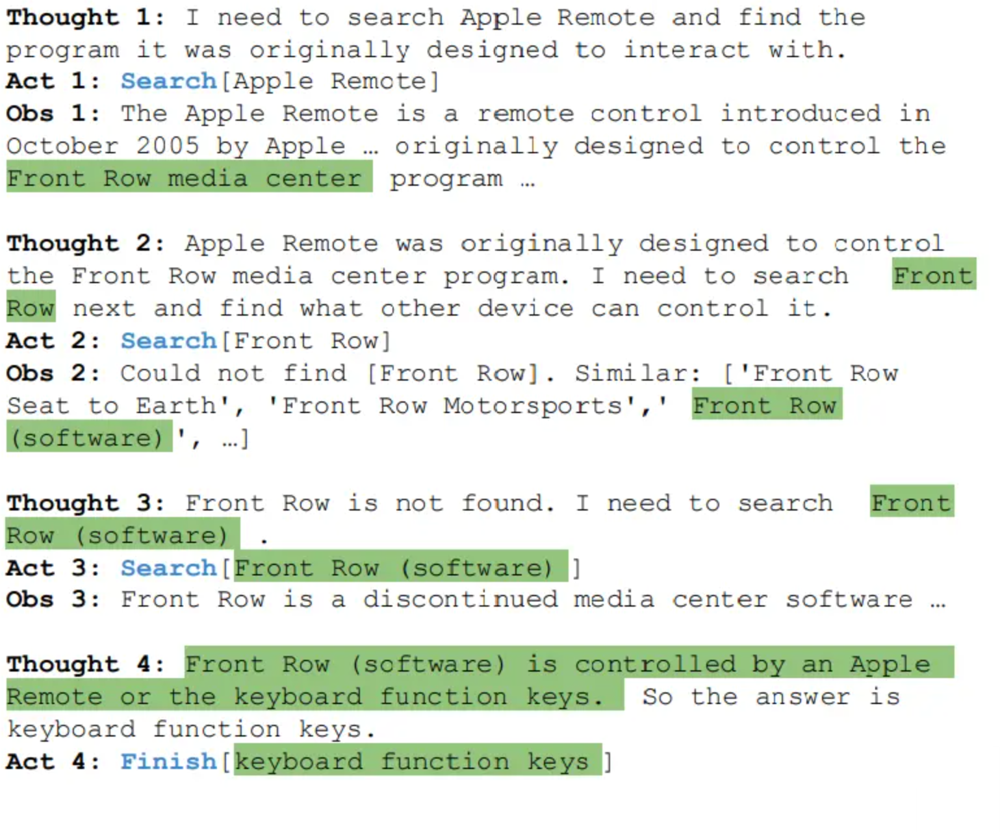 Thought 1: I need to search Apple Remote and find the
program it was originally designed to interact with.
Act 1: Search[Apple Remote]
Obs 1: The Apple Remote is a remote control introduced in
October 2005 by Apple … originally designed to control the
Front Row media center program …
Thought 2: Apple Remote was originally designed to control
the Front Row media center program. I need to search Front
Row next and find what other device can control it.
Act 2: Search[Front Row]
Obs 2: Could not find [Front Row]. Similar: ['Front Row
Seat to Earth', 'Front Row Motorsports',' Front Row
(software) ', …]
Thought 3: Front Row is not found. I need to search Front
Row (software) .
Act 3: Search[Front Row (software) ]
Obs 3: Front Row is a discontinued media center software …
Thought 4: Front Row (software) is controlled by an Apple
Remote or the keyboard function keys. So the answer is
keyboard function keys.
Act 4: Finish[keyboard function keys ]